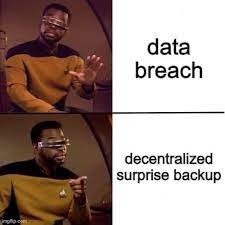 data
breach
decentralized
surprise backup
imgflip.com